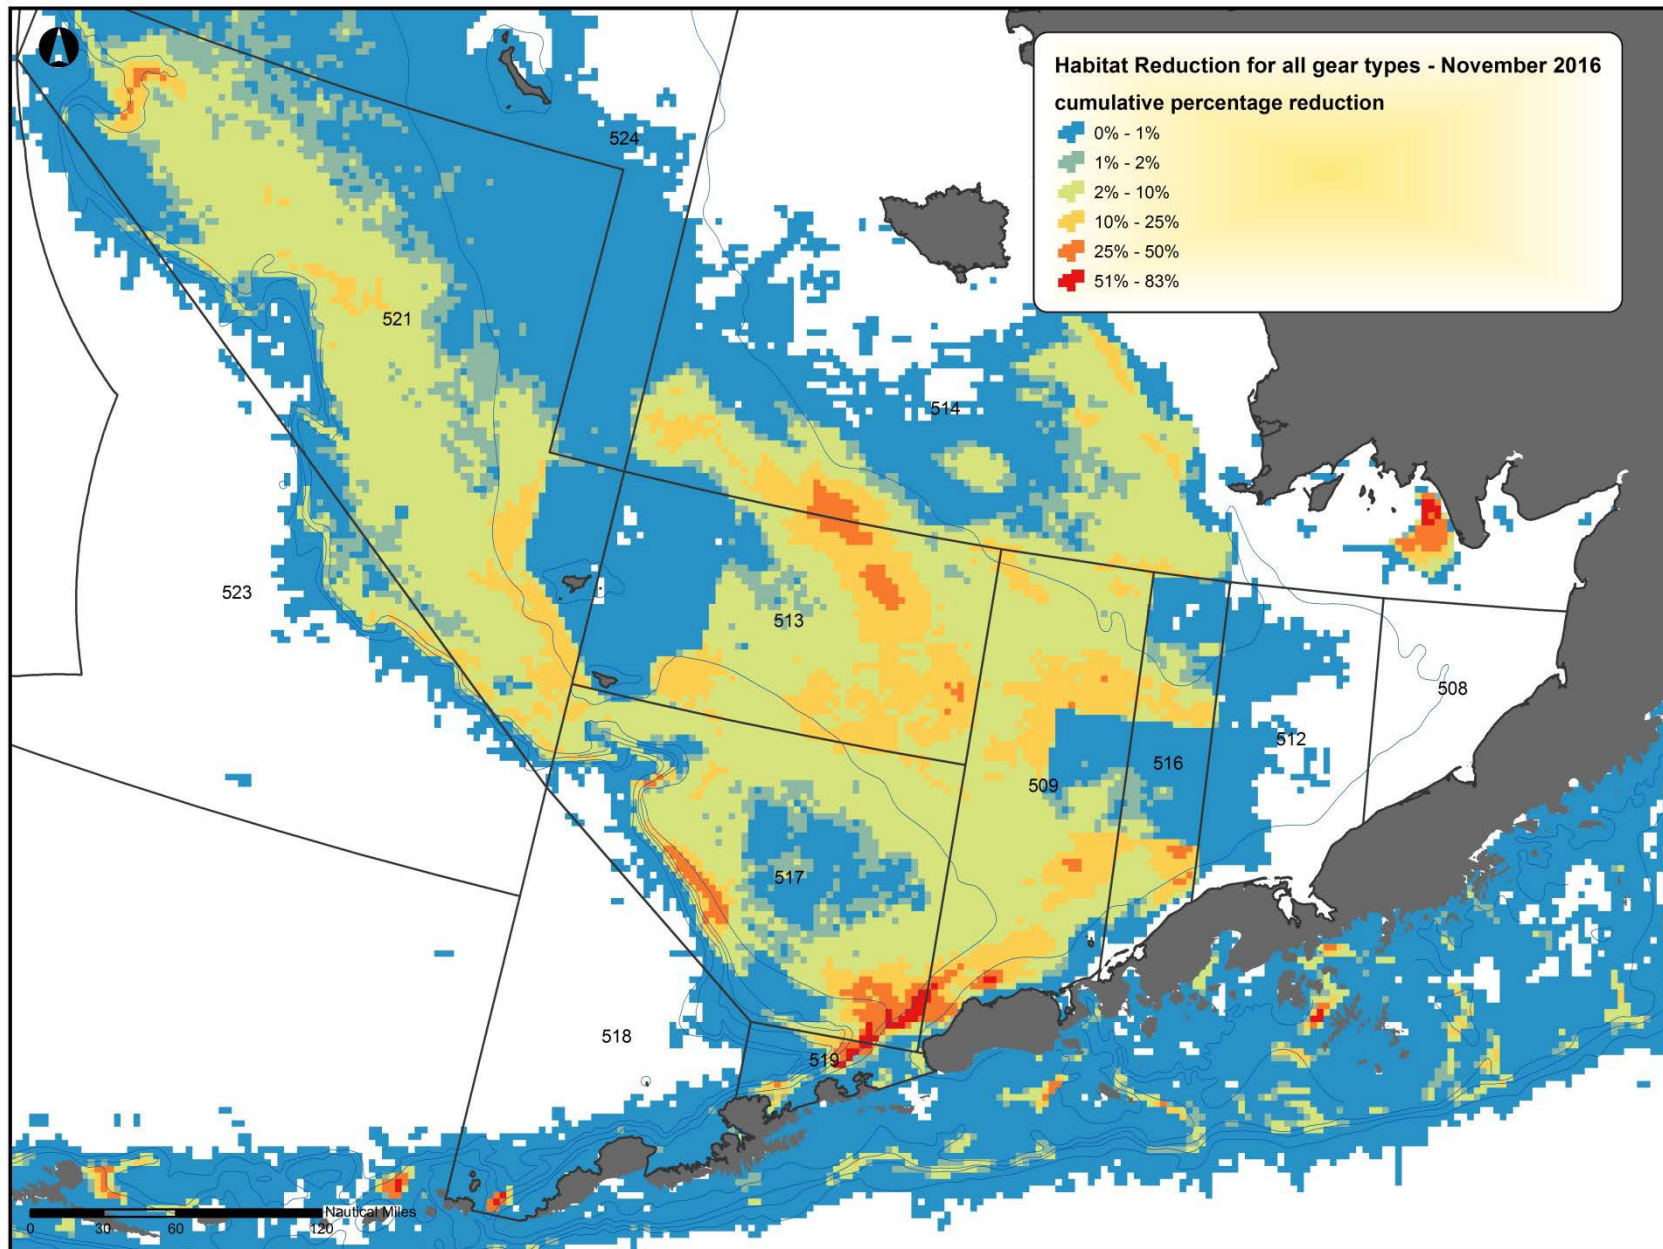 Habitat Reduction for all gear types - November 2016
cumulative percentage reduction
0% - 1%
1% - 2%
2% - 10%
10% - 25%
25% - 50%
51% - 83%
524
521
514
523
513
508
512
516
509
517
518
519
Nautical Miles
0 30 60 120